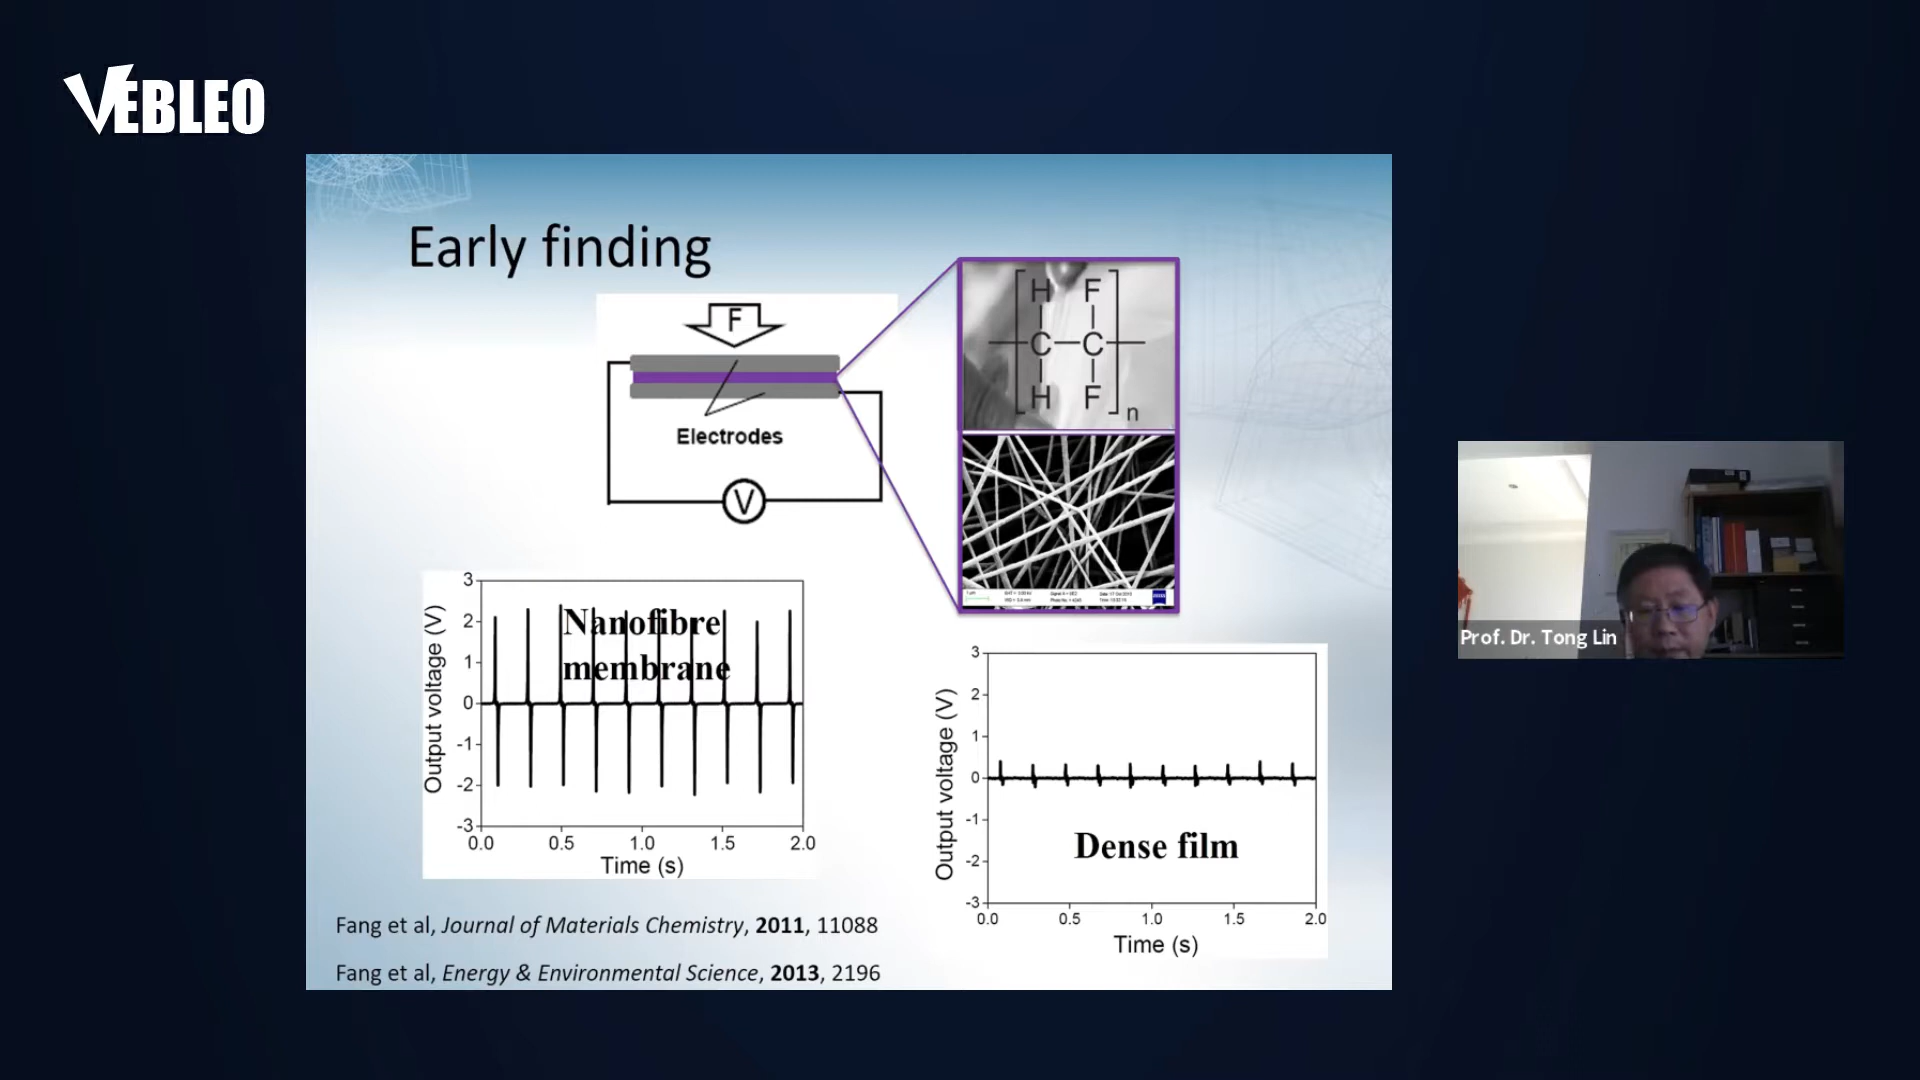 VEBLEO
Early finding
F
Electrodes
V
H F
C C
H F
n
3
2
1
0
-1
-2
-3
Output voltage (V)
Nanofibre
membrane
0.0 0.5 1.0 1.5 2.0
Time (s)
3
2
1
0
-1
-2
-3
Output voltage (V)
Dense film
0.0 0.5 1.0 1.5 2.0
Time (s)
Fang et al, Journal of Materials Chemistry, 2011, 11088
Fang et al, Energy & Environmental Science, 2013, 2196
Prof. Dr. Tong Lin